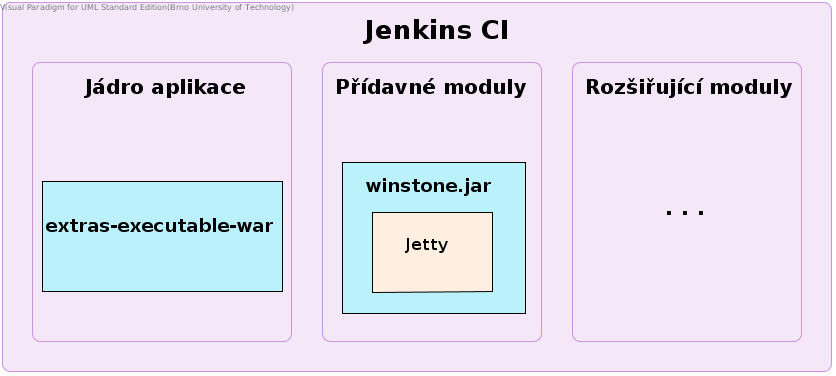 Visual Paradigm for UML Standard Edition(Brno University of Technology)
Jenkins CI
Jádro aplikace
Přídavné moduly
Rozšiřující moduly
winstone.jar
extras-executable-war
Jetty
. . .